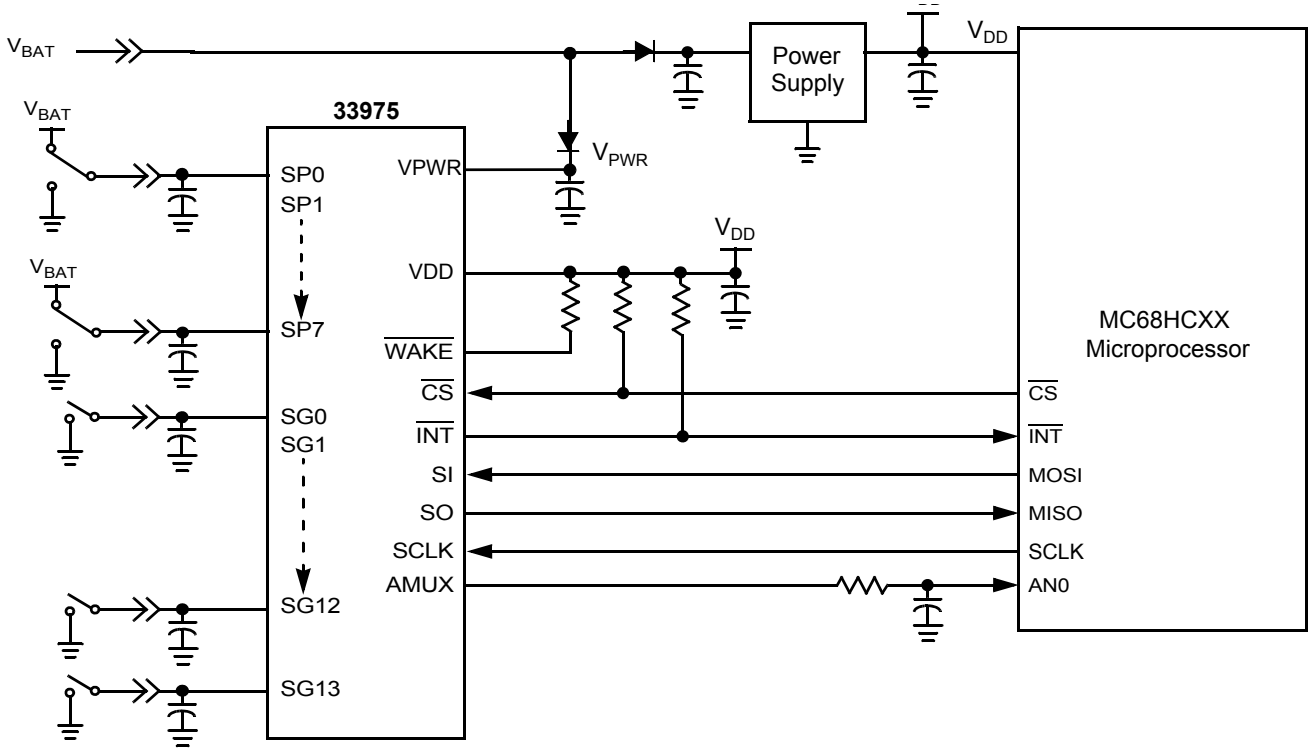 VBAT
Power
Supply
VDD
VBAT
33975
VPWR
VPWR
SP0
SP1
VDD
VDD
VBAT
SP7
WAKE
MC68HCXX
Microprocessor
CS
CS
SG0
INT
INT
SG1
SI
MOSI
SO
MISO
SCLK
SCLK
AMUX
AN0
SG12
SG13